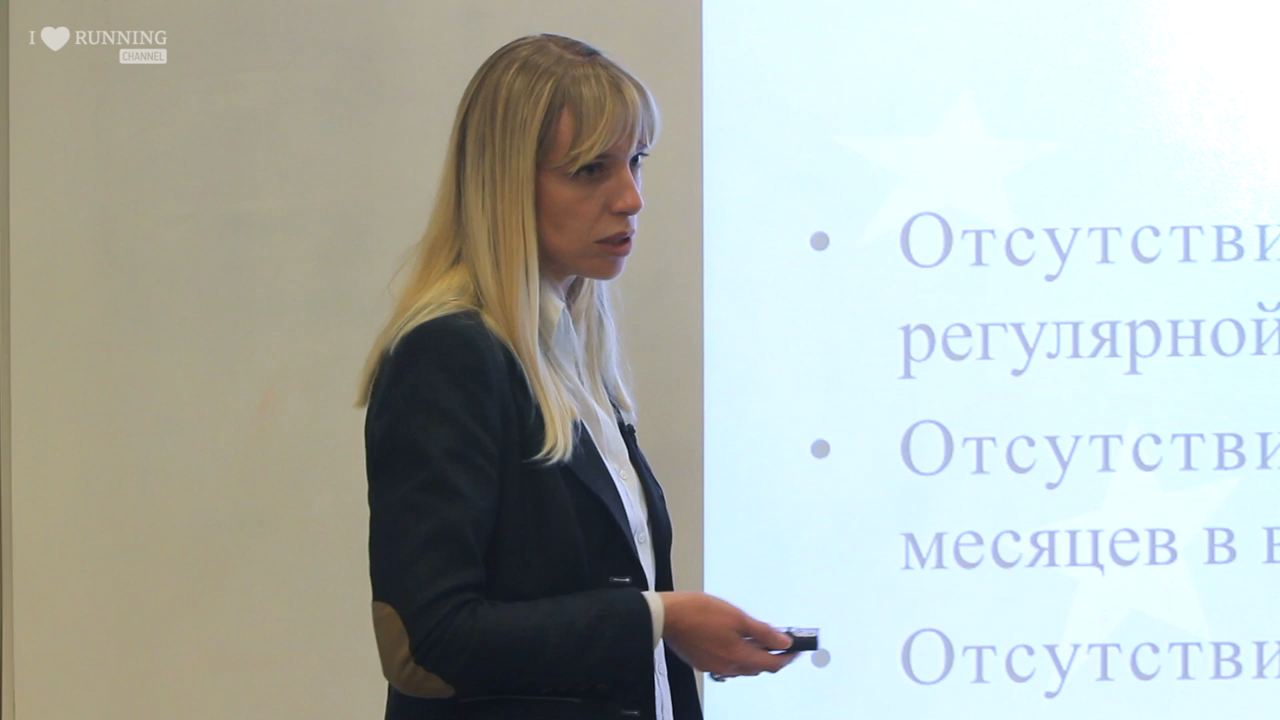 I ❤ RUNNING
CHANNEL
• Отсутстви
регулярной
• Отсутстви
месяцев в
• Отсутстви